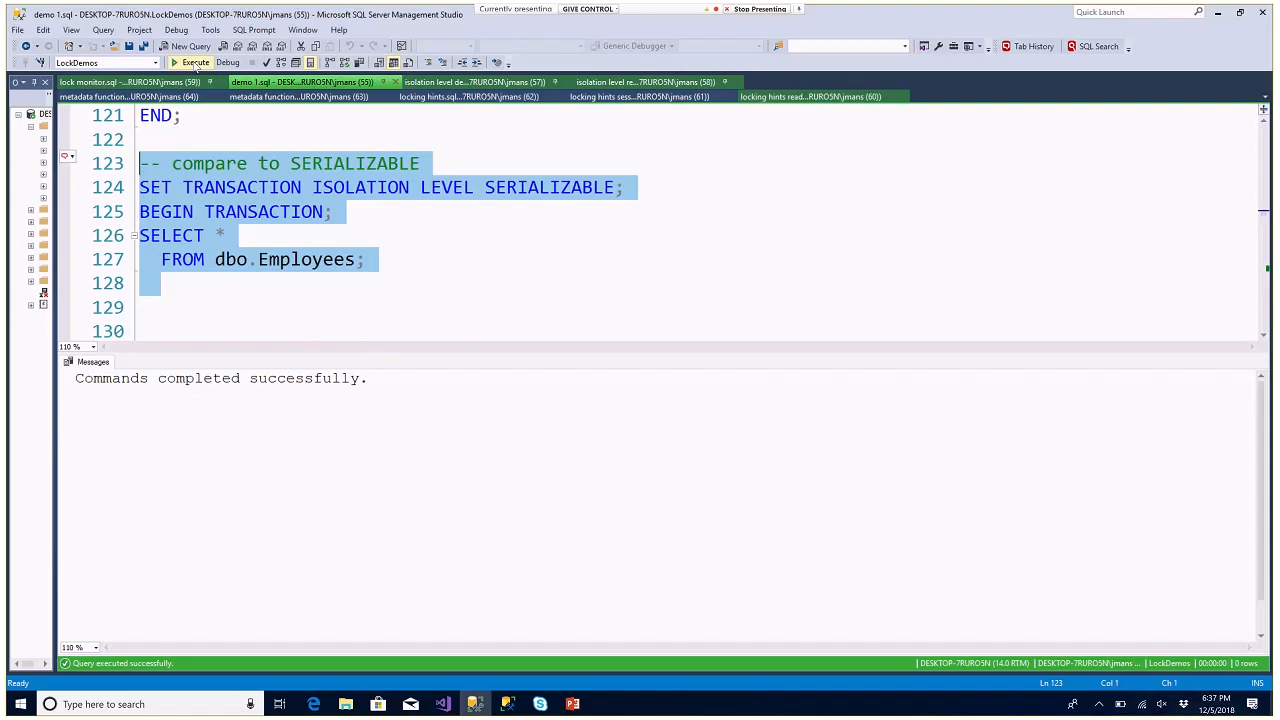 demo 1.sql - DESKTOP-7RURO5N.LockDemos (DESKTOP-7RURO5N\jmans (55)) - Microsoft SQL Server Management Studio
Currently presenting GIVE CONTROL Stop Presenting
Quick Launch
File Edit View Query Project Debug Tools SQL Prompt Window Help
New Query Generic Debugger Tab History SQL Search
LockDemos Execute Debug
lock monitor.sql -...RURO5N\jmans (59)) demo 1.sql - DESK...RURO5N\jmans (55)) isolation level de...RURO5N\jmans (57)) isolation level re...RURO5N\jmans (58))
metadata function...URO5N\jmans (64)) metadata function...URO5N\jmans (63)) locking hints.sql...7RURO5N\jmans (62)) locking hints sess...RURO5N\jmans (61)) locking hints read...RURO5N\jmans (60))
121 END;
122
123 -- compare to SERIALIZABLE
124 SET TRANSACTION ISOLATION LEVEL SERIALIZABLE;
125 BEGIN TRANSACTION;
126 SELECT *
127 FROM dbo.Employees;
128
129
130
110 %
Messages
Commands completed successfully.
110 %
Query executed successfully. DESKTOP-7RURO5N (14.0 RTM) DESKTOP-7RURO5N\jmans ... LockDemos 00:00:00 0 rows
Ready Ln 123 Col 1 Ch 1 INS
Type here to search
6:37 PM
12/5/2018